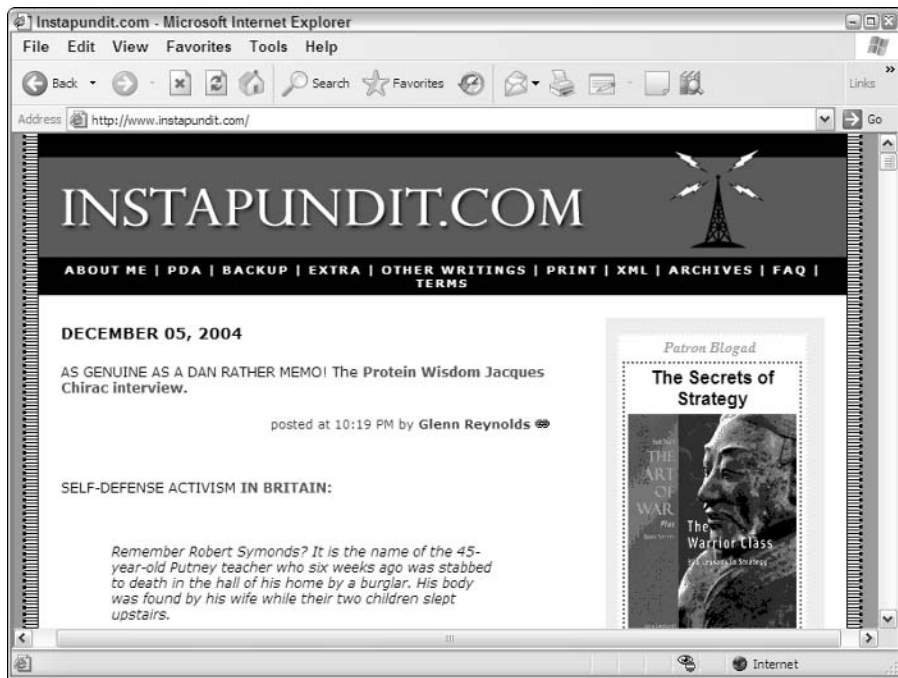 Instapundit.com - Microsoft Internet Explorer
File Edit View Favorites Tools Help
Back Search Favorites Links »
Address http://www.instapundit.com/ Go
INSTAPUNDIT.COM
ABOUT ME | PDA | BACKUP | EXTRA | OTHER WRITINGS | PRINT | XML | ARCHIVES | FAQ |
TERMS
DECEMBER 05, 2004
AS GENUINE AS A DAN RATHER MEMO! The Protein Wisdom Jacques
Chirac interview.
posted at 10:19 PM by Glenn Reynolds
SELF-DEFENSE ACTIVISM IN BRITAIN:
Remember Robert Symonds? It is the name of the 45-
year-old Putney teacher who six weeks ago was stabbed
to death in the hall of his home by a burglar. His body
was found by his wife while their two children slept
upstairs.
Patron Blogad
The Secrets of
Strategy
THE
ART
OF
WAR
Plus
The
Warrior Class
Internet